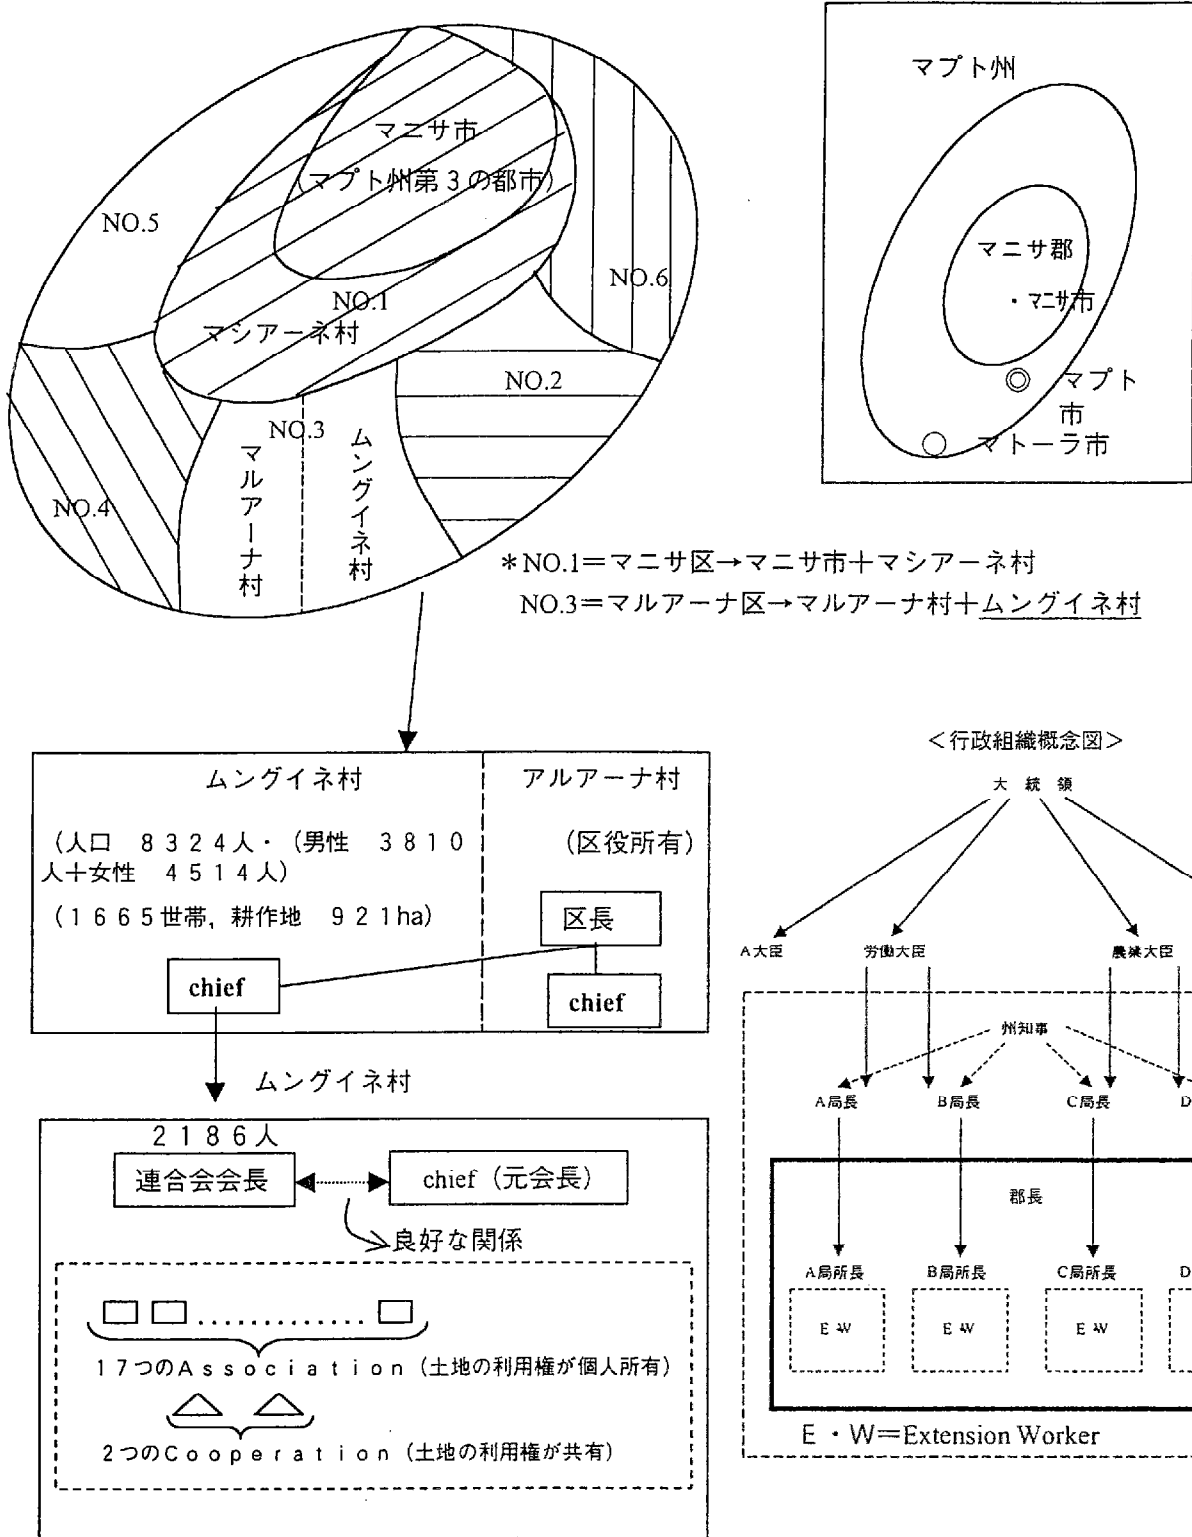 マニサ市
(マプト州第3の都市)
NO.5
NO.6
NO.1
マシアーネ村
NO.2
NO.3
マルアーナ村
ムングイネ村
NO.4
マプト州
マニサ郡
・マニサ市
マプト
市
マトーラ市
*NO.1=マニサ区→マニサ市+マシアーネ村
NO.3=マルアーナ区→マルアーナ村+ムングイネ村
ムングイネ村
(人口 8324人・(男性 3810
人+女性 4514人)
(1665世帯, 耕作地 921ha)
chief
アルアーナ村
(区役所有)
区長
chief
ムングイネ村
2186人
連合会会長
chief (元会長)
良好な関係
17つのAssociation (土地の利用権が個人所有)
2つのCooperation (土地の利用権が共有)
<行政組織概念図>
大 統 領
A大臣
労働大臣
農業大臣
州知事
A局長
B局長
C局長
D
郡長
A局所長
B局所長
C局所長
D
E・W
E・W
E・W
E・W=Extension Worker